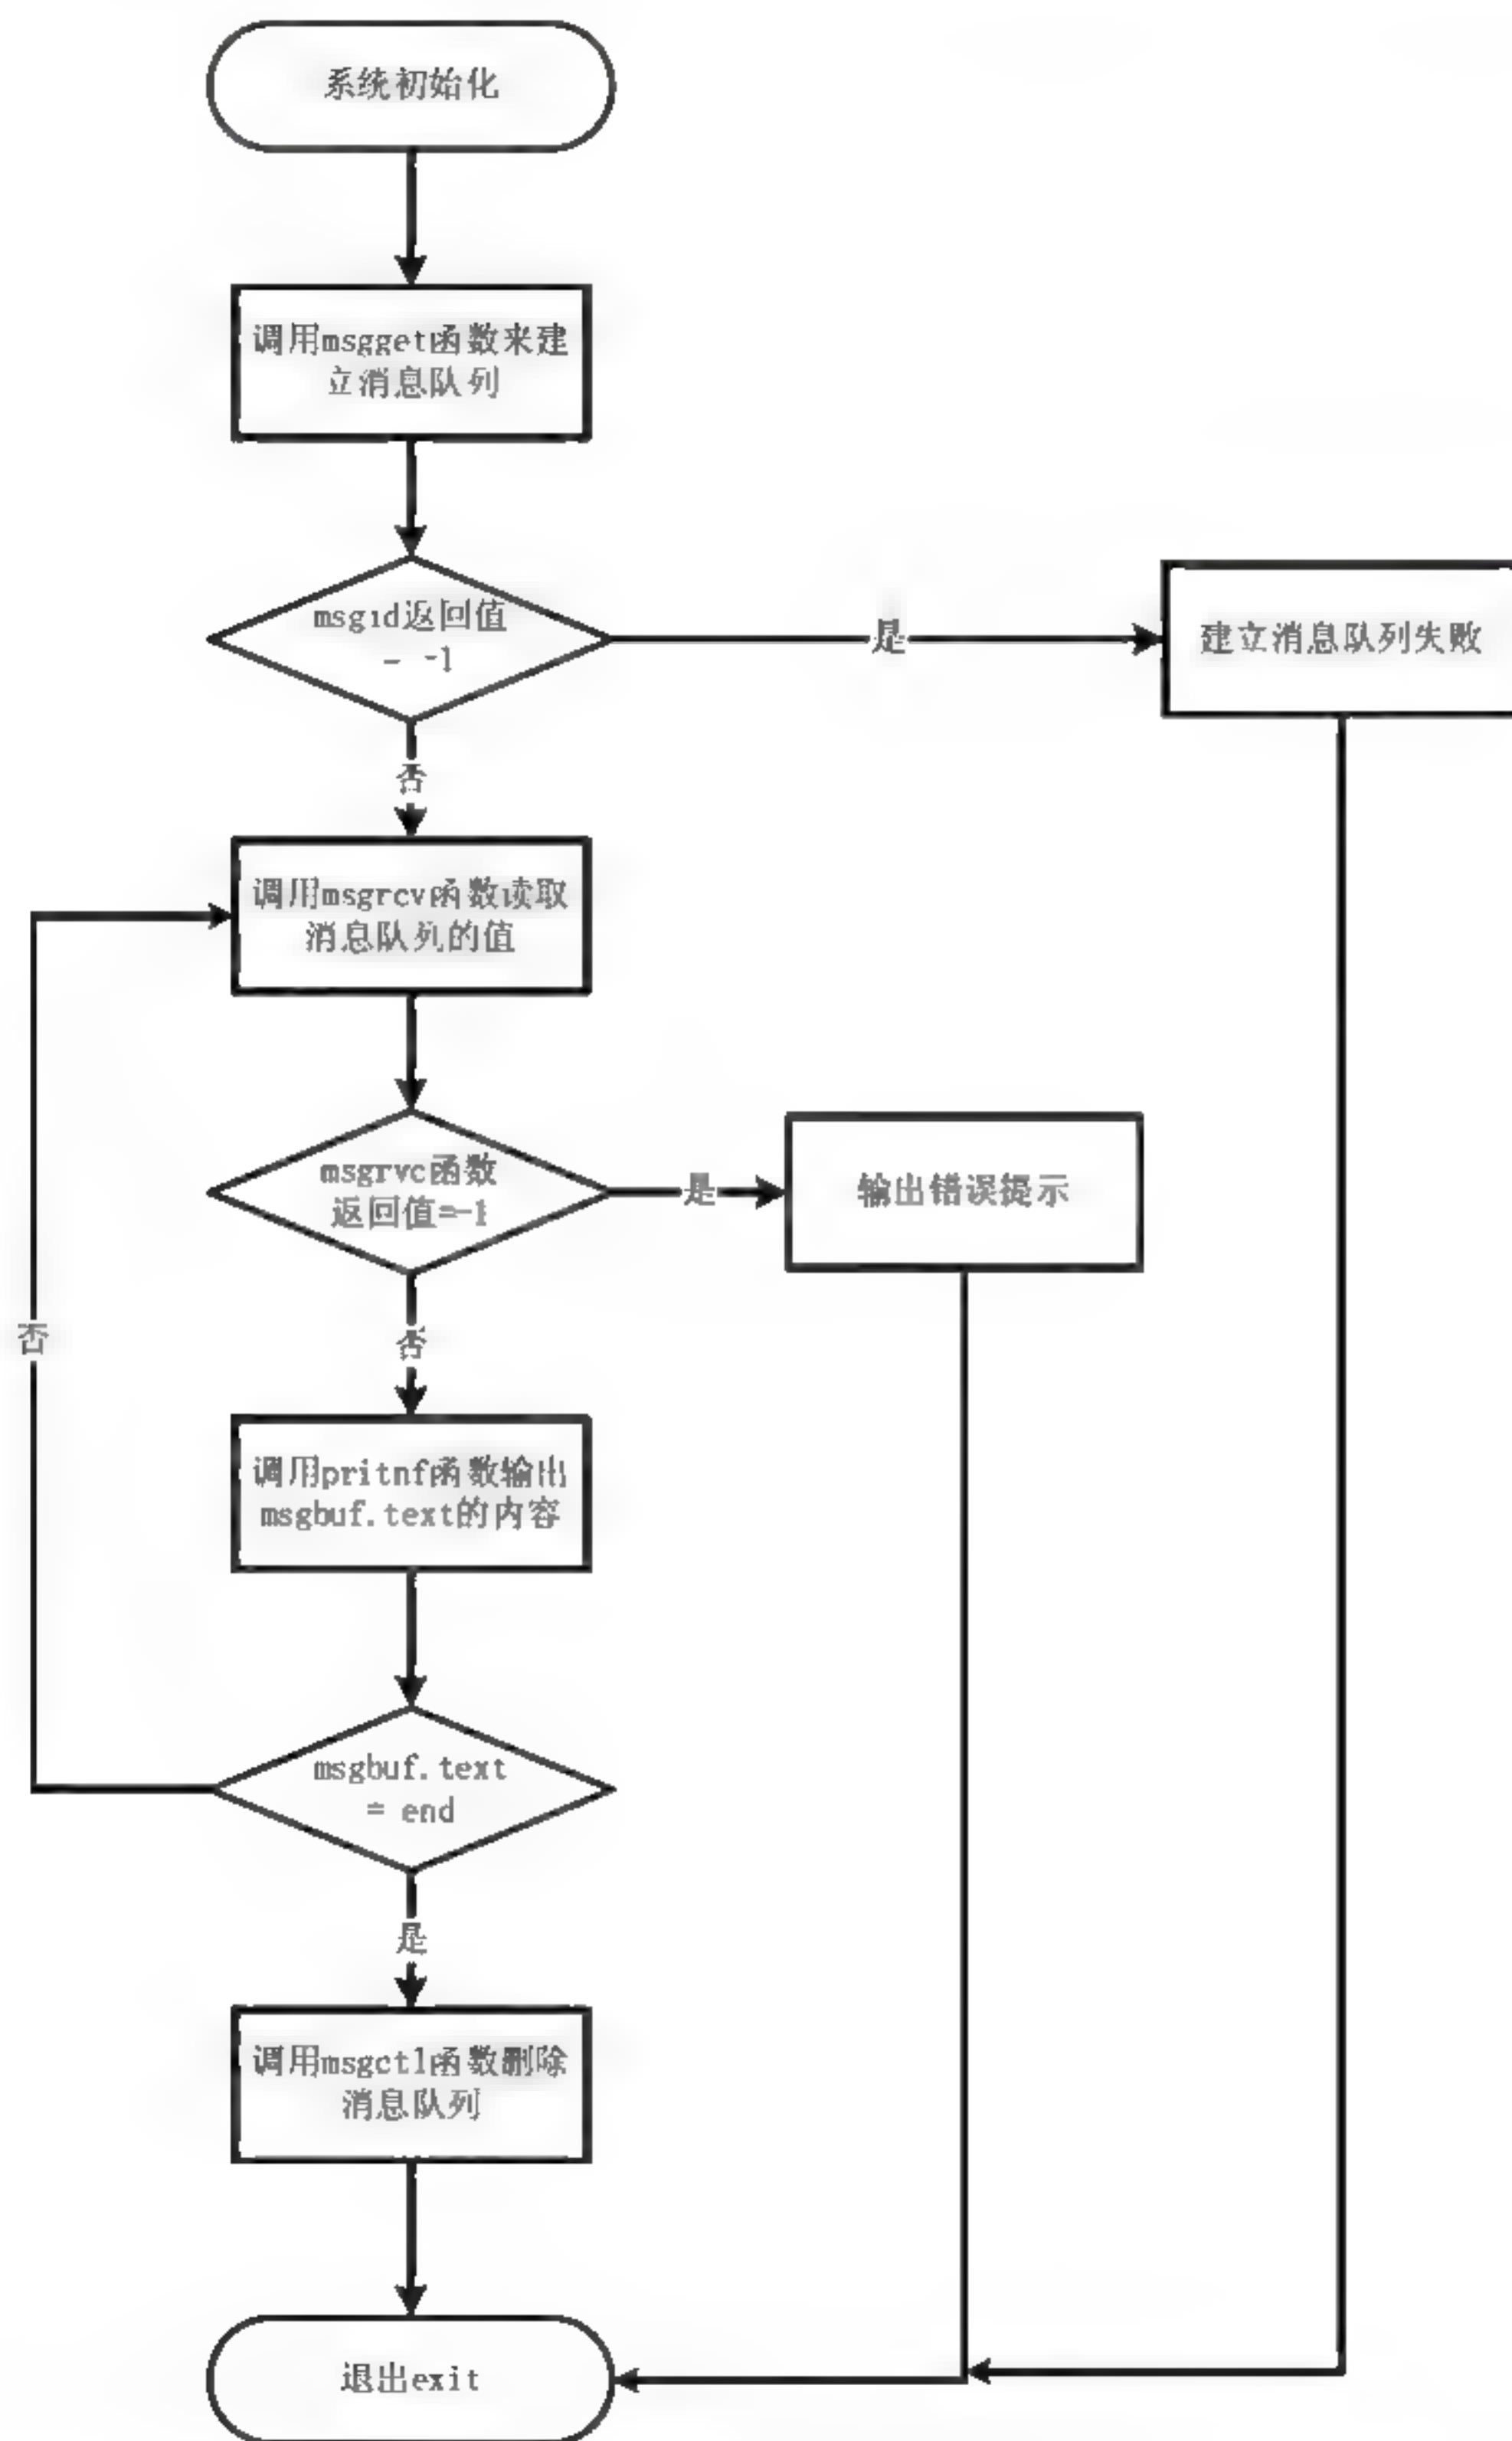 系统初始化
调用msgget函数来建
立消息队列
msgid返回值
= -1
是
建立消息队列失败
否
调用msgrcv函数读取
消息队列的值
msgrvc函数
返回值=-1
是
输出错误提示
否
否
调用pritnf函数输出
msgbuf.text的内容
msgbuf.text
= end
是
调用msgctl函数删除
消息队列
退出exit